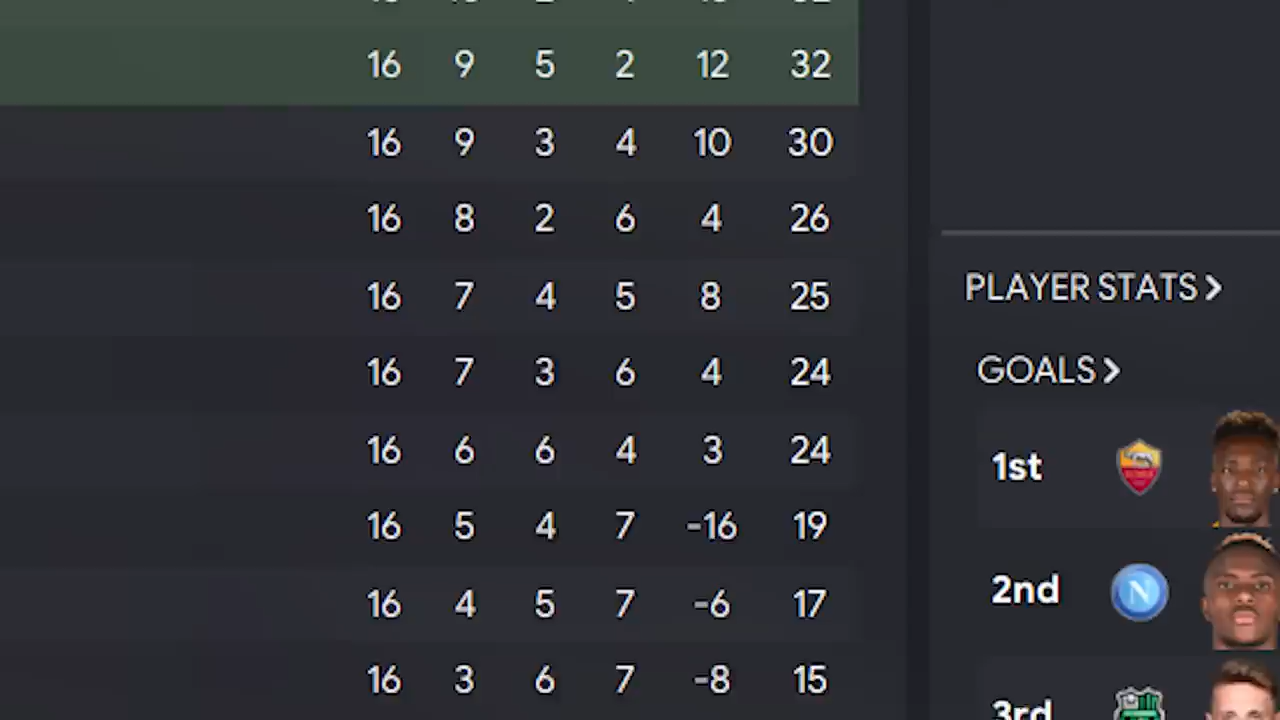 16 9 5 2 12 32
16 9 3 4 10 30
16 8 2 6 4 26
16 7 4 5 8 25
16 7 3 6 4 24
16 6 6 4 3 24
16 5 4 7 -16 19
16 4 5 7 -6 17
16 3 6 7 -8 15
PLAYER STATS >
GOALS >
1st
2nd
N
3rd